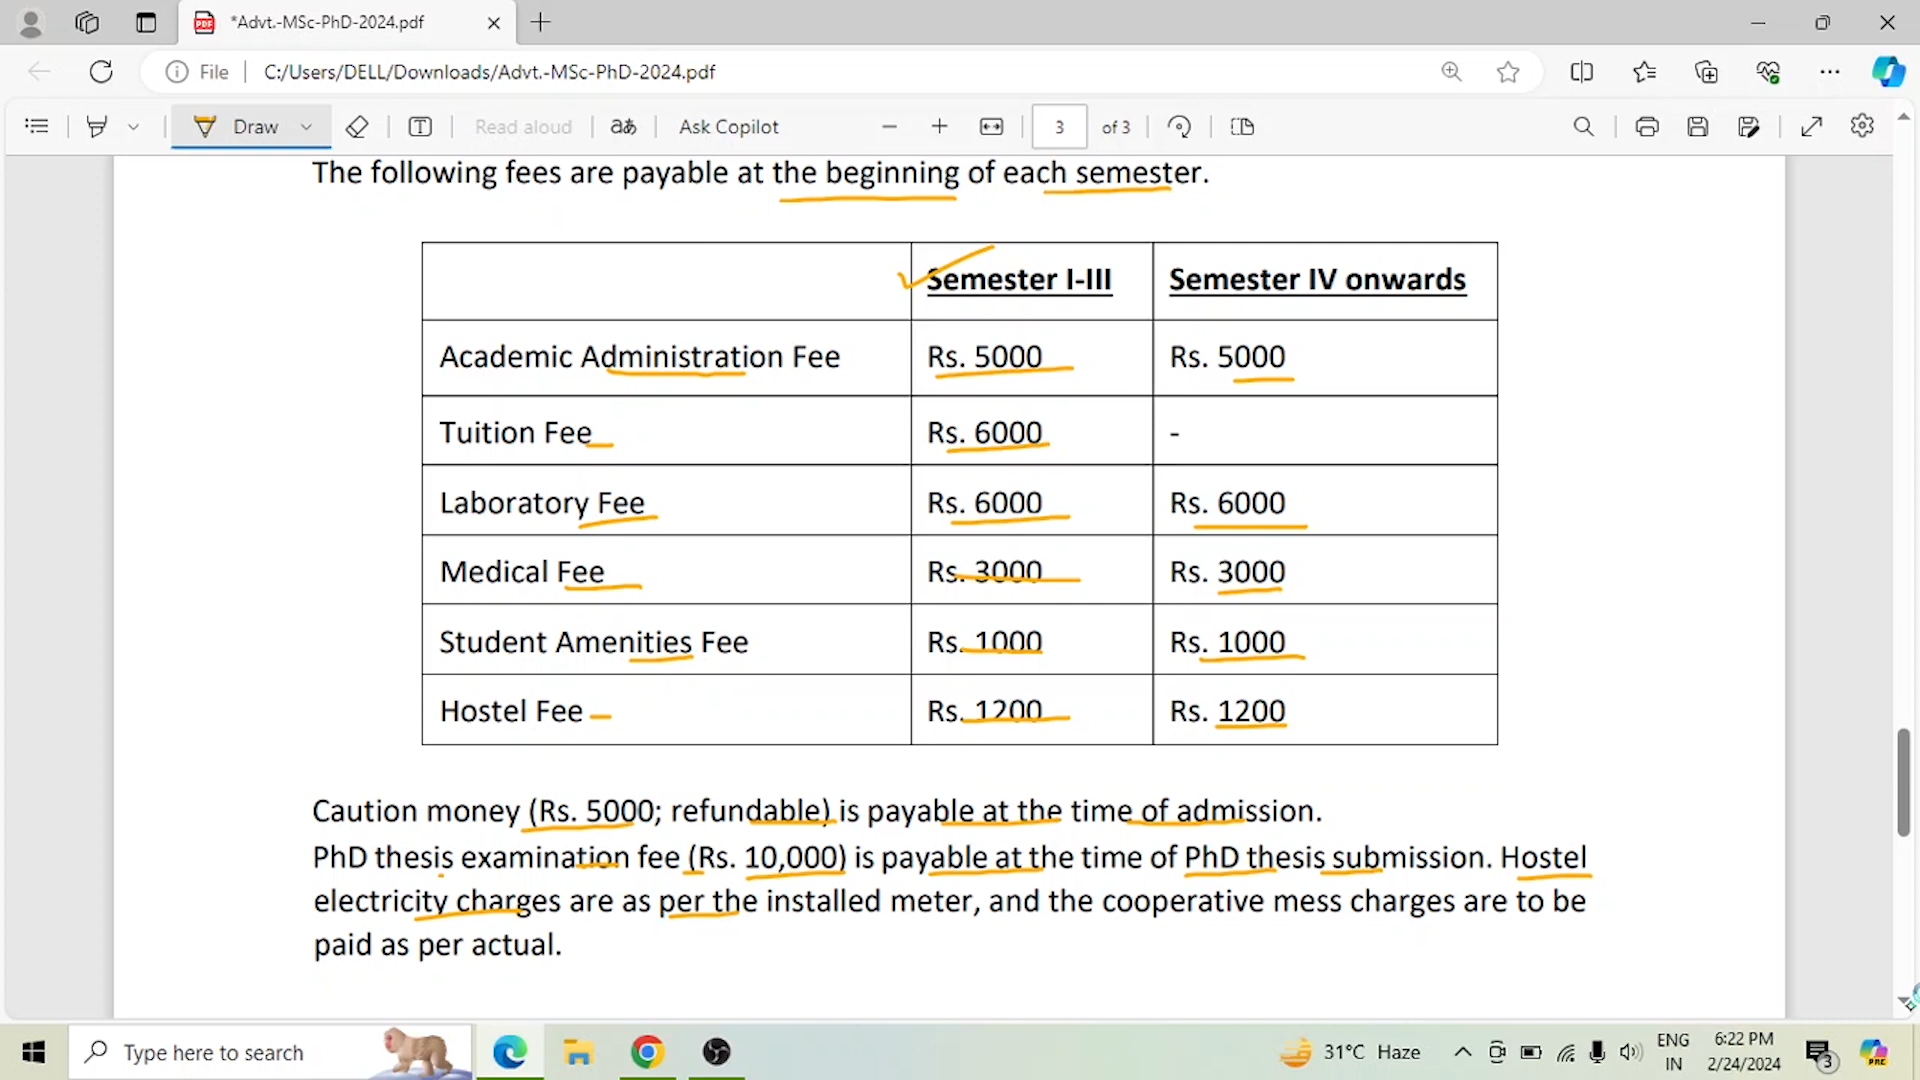 *Advt.-MSc-PhD-2024.pdf
File C:/Users/DELL/Downloads/Advt.-MSc-PhD-2024.pdf
Draw Read aloud aあ Ask Copilot 3 of 3
The following fees are payable at the beginning of each semester.
Semester I-III Semester IV onwards
Academic Administration Fee Rs. 5000 Rs. 5000
Tuition Fee Rs. 6000 -
Laboratory Fee Rs. 6000 Rs. 6000
Medical Fee Rs. 3000 Rs. 3000
Student Amenities Fee Rs. 1000 Rs. 1000
Hostel Fee Rs. 1200 Rs. 1200
Caution money (Rs. 5000; refundable) is payable at the time of admission.
PhD thesis examination fee (Rs. 10,000) is payable at the time of PhD thesis submission. Hostel
electricity charges are as per the installed meter, and the cooperative mess charges are to be
paid as per actual.
Type here to search 31°C Haze ENG 6:22 PM
IN 2/24/2024 3